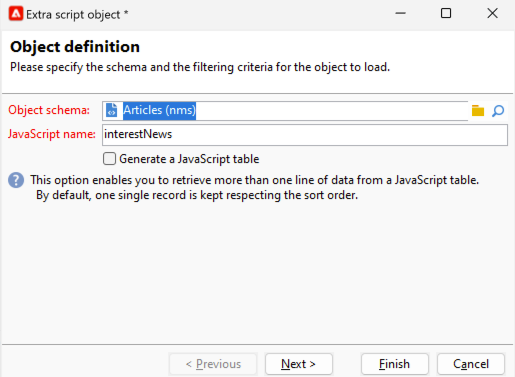 Extra script object *
Object definition
Please specify the schema and the filtering criteria for the object to load.
Object schema: Articles (nms)
JavaScript name: interestNews
Generate a JavaScript table
This option enables you to retrieve more than one line of data from a JavaScript table.
By default, one single record is kept respecting the sort order.
< Previous Next > Finish Cancel